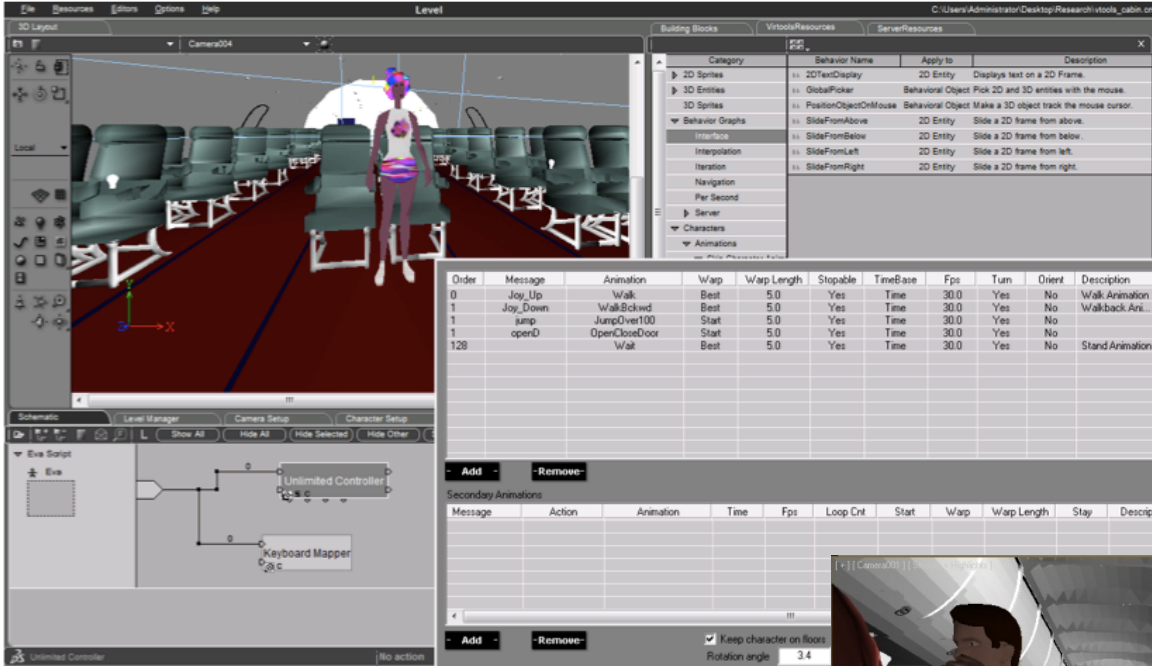 File Resources Editors Options Help Level C:\Users\Administrator\Desktop\Research\vtools_cabin.cm
3D Layout
Camera004
Local
Y
Z X
Building Blocks VirtoolsResources ServerResources
X
Category Behavior Name Apply to Description
2D Sprites 2DTextDisplay 2D Entity Displays text on a 2D Frame.
3D Entities GlobalPicker Behavioral Object Pick 2D and 3D entities with the mouse.
3D Sprites PositionObjectOnMouse Behavioral Object Make a 3D object track the mouse cursor.
Behavior Graphs SlideFromAbove 2D Entity Slide a 2D frame from above.
Interface SlideFromBelow 2D Entity Slide a 2D frame from below.
Interpolation SlideFromLeft 2D Entity Slide a 2D frame from left.
Iteration SlideFromRight 2D Entity Slide a 2D frame from right.
Navigation
Per Second
Server
Characters
Animations
Order Message Animation Warp Warp Length Stopable TimeBase Fps Turn Orient Description
0 Joy_Up Walk Best 5.0 Yes Time 30.0 Yes No Walk Animation
1 Joy_Down WalkBckwd Best 5.0 Yes Time 30.0 Yes No Walkback Ani...
1 jump JumpOver100 Start 5.0 Yes Time 30.0 Yes No
1 openD OpenCloseDoor Start 5.0 Yes Time 30.0 Yes No
128 Wait Best 5.0 Yes Time 30.0 Yes No Stand Animation
- Add - -Remove-
Secondary Animations
Message Action Animation Time Fps Loop Cnt Start Warp Warp Length Stay Descrip
- Add - -Remove-
Keep character on floors
Rotation angle 3.4
Schematic Level Manager Camera Setup Character Setup
L Show All Hide All Hide Selected Hide Other
Eva Script
Eva
0
Unlimited Controller
S C
0
Keyboard Mapper
C
Unlimited Controller No action
[ + ] [ Camera001 ]